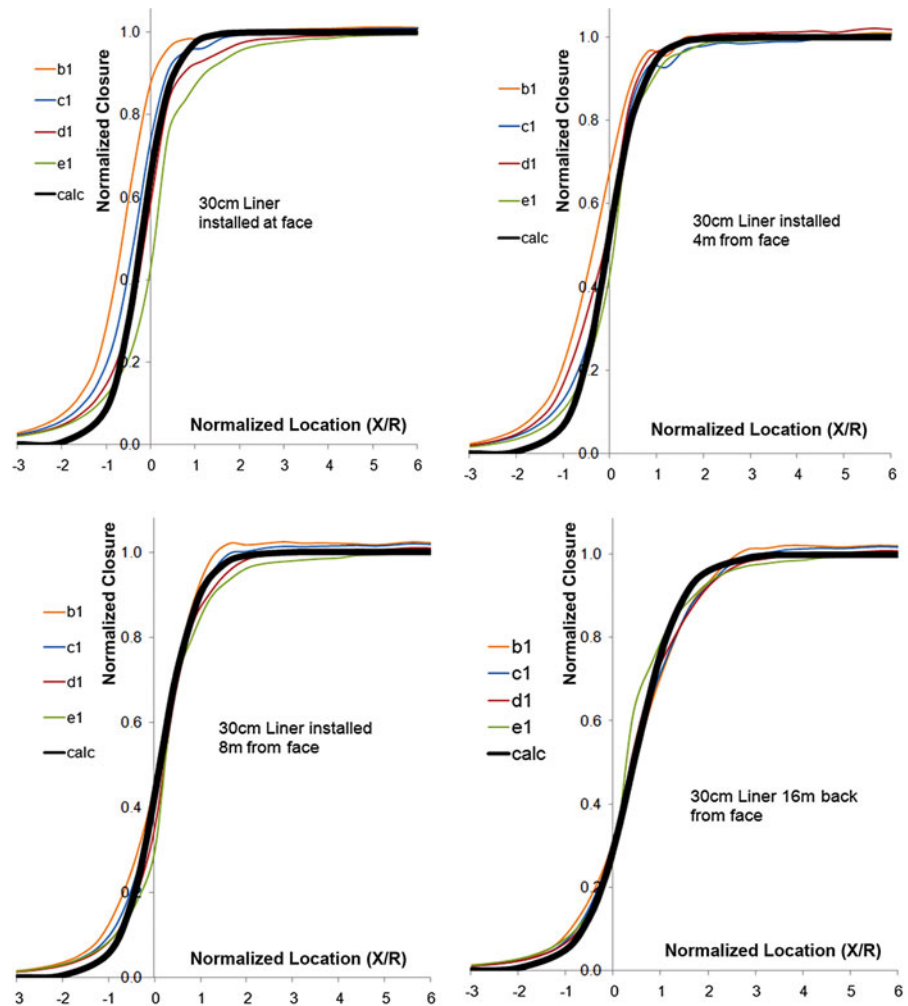 1.0
b1
c1
d1
e1
calc
Normalized Closure
0.8
0.6
0.4
0.2
0.0
30cm Liner
installed at face
Normalized Location (X/R)
-3 -2 -1 0 1 2 3 4 5 6
1.0
b1
c1
d1
e1
calc
Normalized Closure
0.8
0.6
0.4
0.2
0.0
30cm Liner installed
4m from face
Normalized Location (X/R)
-3 -2 -1 0 1 2 3 4 5 6
1.0
b1
c1
d1
e1
calc
Normalized Closure
0.8
0.6
0.4
0.2
0.0
30cm Liner installed
8m from face
Normalized Location (X/R)
-3 -2 -1 0 1 2 3 4 5 6
1.0
b1
c1
d1
e1
calc
Normalized Closure
0.8
0.6
0.4
0.2
0.0
30cm Liner 16m back
from face
Normalized Location (X/R)
-3 -2 -1 0 1 2 3 4 5 6